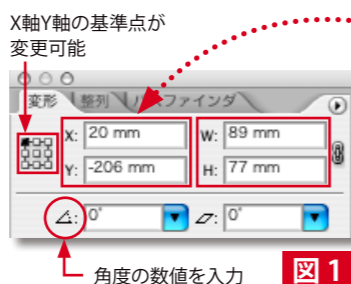 X軸Y軸の基準点が
変更可能
変形 整列 パスファインダ
X: 20 mm W: 89 mm
Y: -206 mm H: 77 mm
0° 0°
角度の数値を入力
図 1